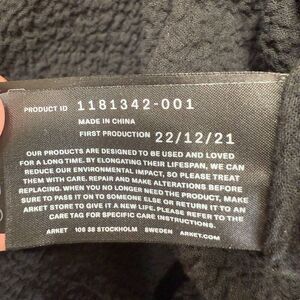 PRODUCT ID 1181342-001
MADE IN CHINA
FIRST PRODUCTION 22/12/21
OUR PRODUCTS ARE DESIGNED TO BE USED AND LOVED
FOR A LONG TIME. BY ELONGATING THEIR LIFESPAN, WE CAN
REDUCE OUR ENVIRONMENTAL IMPACT, SO PLEASE TREAT
THEM WITH CARE, REPAIR AND MAKE ALTERATIONS BEFORE
REPLACING. WHEN YOU NO LONGER NEED THE PRODUCT, MAKE
SURE TO PASS IT ON TO SOMEONE ELSE OR RETURN IT TO AN
ARKET STORE TO GIVE IT A NEW LIFE. PLEASE REFER TO THE
CARE TAG FOR SPECIFIC CARE INSTRUCTIONS.
ARKET 106 38 STOCKHOLM SWEDEN ARKET.COM